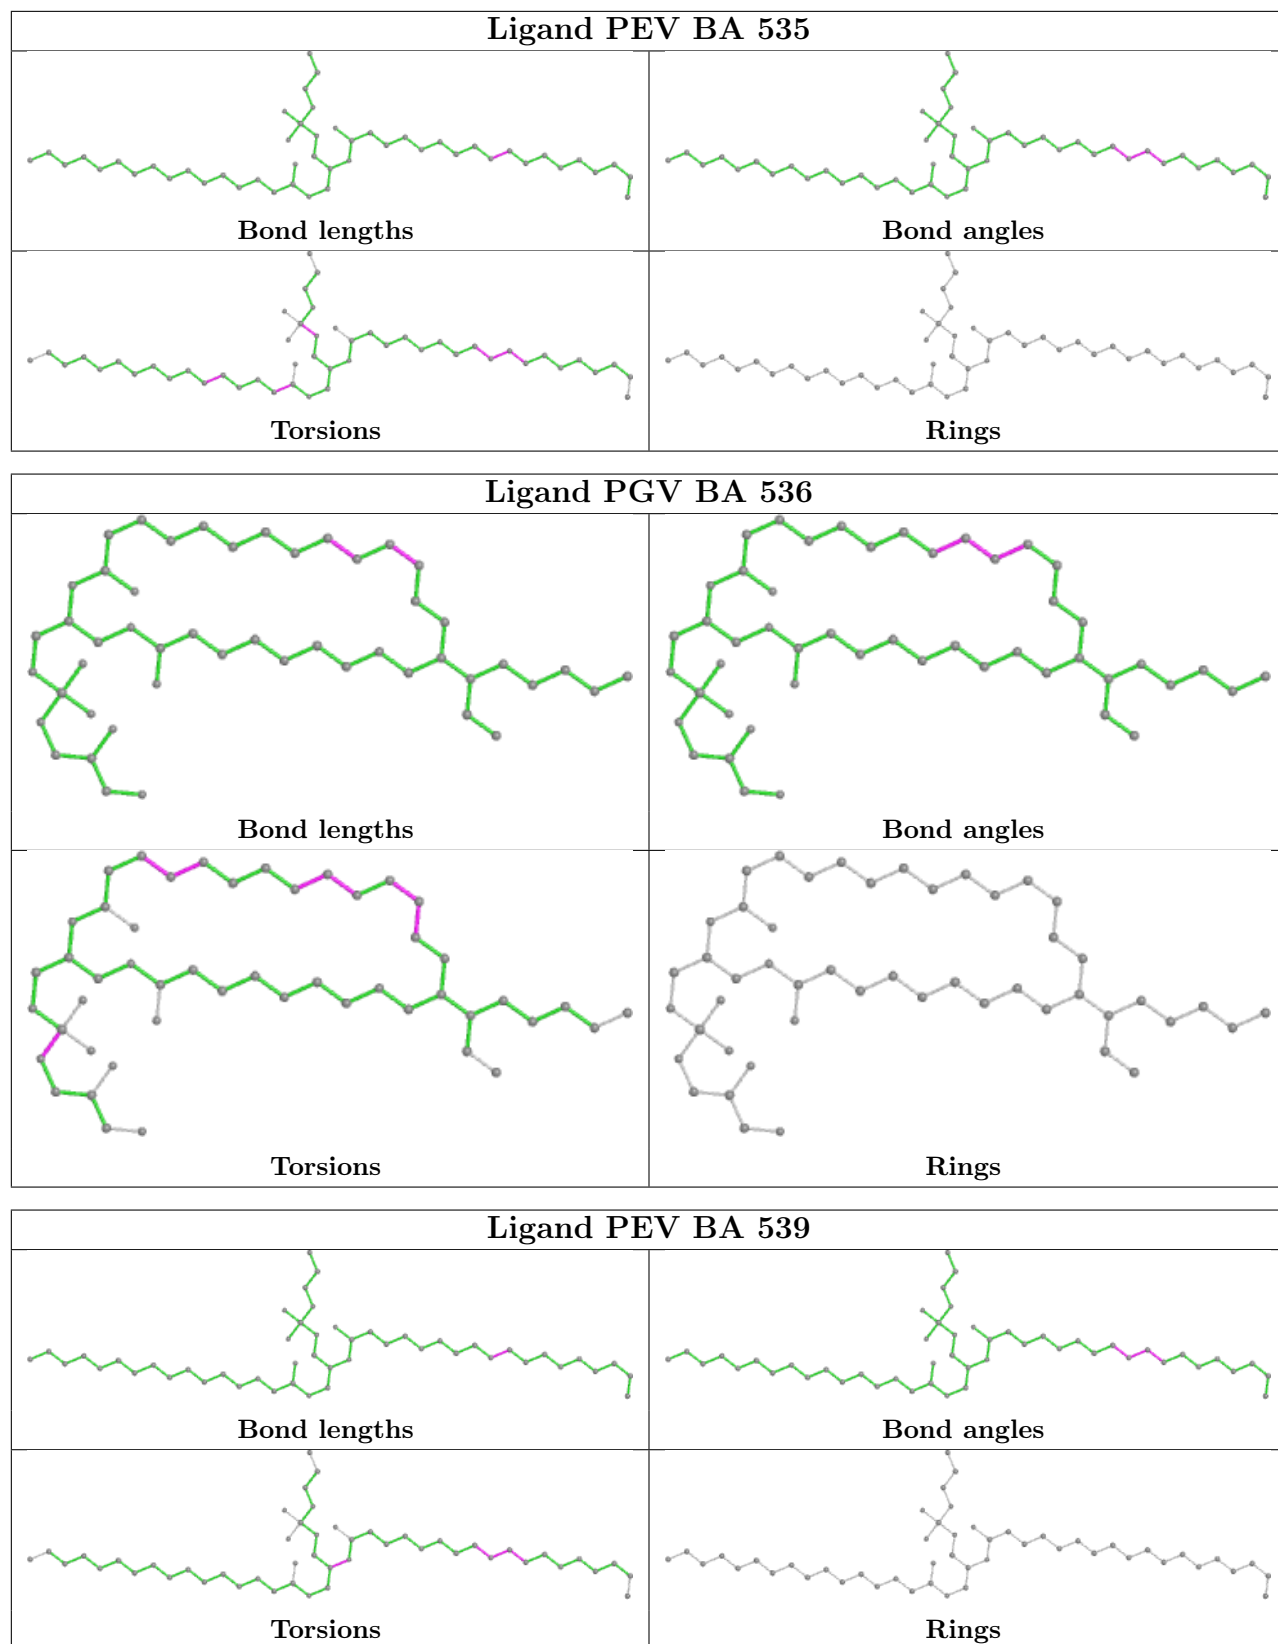 Ligand PEV BA 535
Bond lengths
Bond angles
Torsions
Rings
Ligand PGV BA 536
Bond lengths
Bond angles
Torsions
Rings
Ligand PEV BA 539
Bond lengths
Bond angles
Torsions
Rings